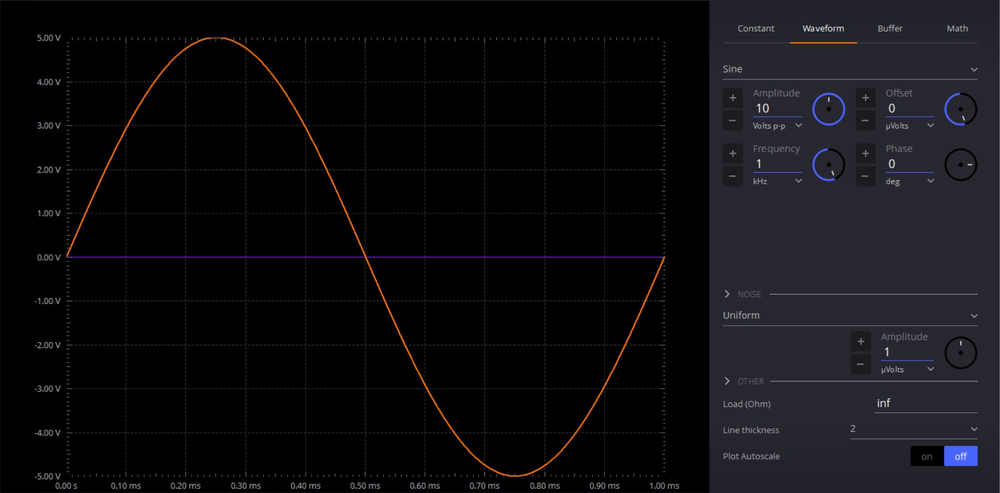 5.00 V
4.00 V
3.00 V
2.00 V
1.00 V
0.00 V
-1.00 V
-2.00 V
-3.00 V
-4.00 V
-5.00 V
0.00 s 0.10 ms 0.20 ms 0.30 ms 0.40 ms 0.50 ms 0.60 ms 0.70 ms 0.80 ms 0.90 ms 1.00 ms
Constant Waveform Buffer Math
Sine
+ Amplitude + Offset
10 0
− Volts p-p − µVolts
+ Frequency + Phase
1 0
− kHz − deg
NOISE
Uniform
+ Amplitude
1
− µVolts
OTHER
Load (Ohm) inf
Line thickness 2
Plot Autoscale on off